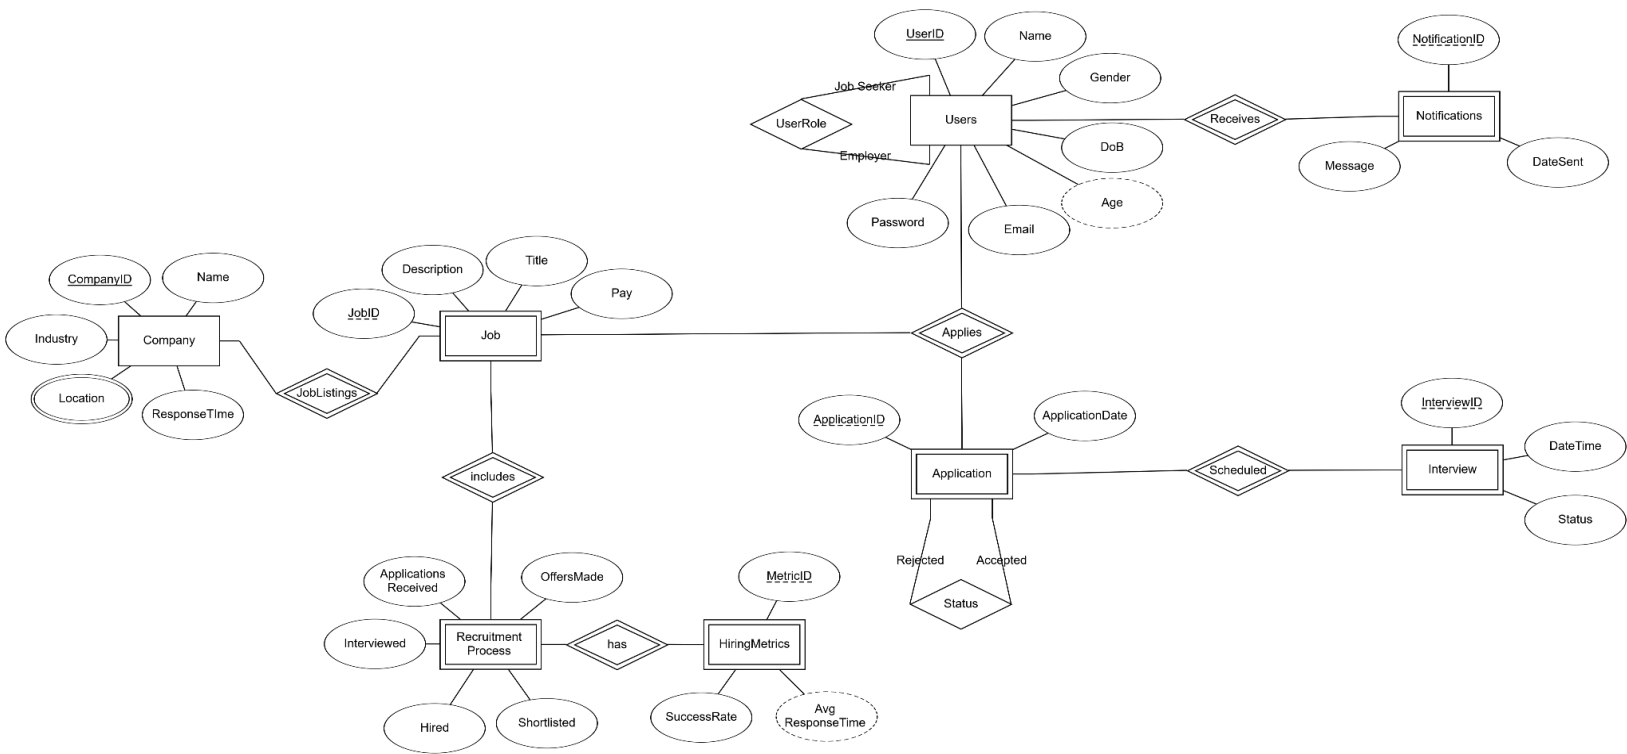 UserID
Name
Gender
DoB
Age
Email
Password
Users
Job Seeker
UserRole
Employer
Receives
NotificationID
Notifications
Message
DateSent
CompanyID
Name
Industry
Company
Location
ResponseTIme
JobListings
JobID
Description
Title
Pay
Job
Applies
ApplicationID
ApplicationDate
Application
Rejected
Accepted
Status
Scheduled
InterviewID
Interview
DateTime
Status
includes
Applications
Received
OffersMade
Interviewed
Recruitment
Process
Hired
Shortlisted
has
MetricID
HiringMetrics
SuccessRate
Avg
ResponseTime